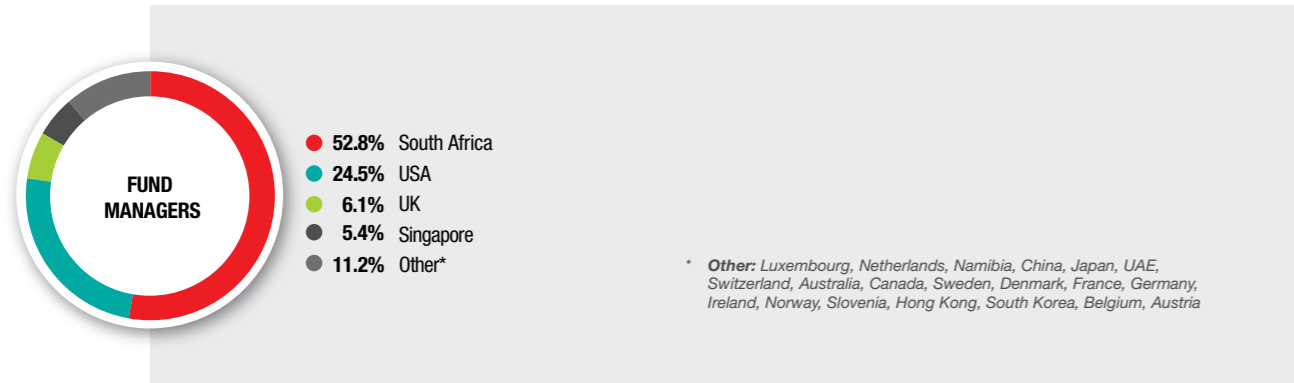 FUND
MANAGERS
52.8% South Africa
24.5% USA
6.1% UK
5.4% Singapore
11.2% Other*
* Other: Luxembourg, Netherlands, Namibia, China, Japan, UAE,
Switzerland, Australia, Canada, Sweden, Denmark, France, Germany,
Ireland, Norway, Slovenia, Hong Kong, South Korea, Belgium, Austria